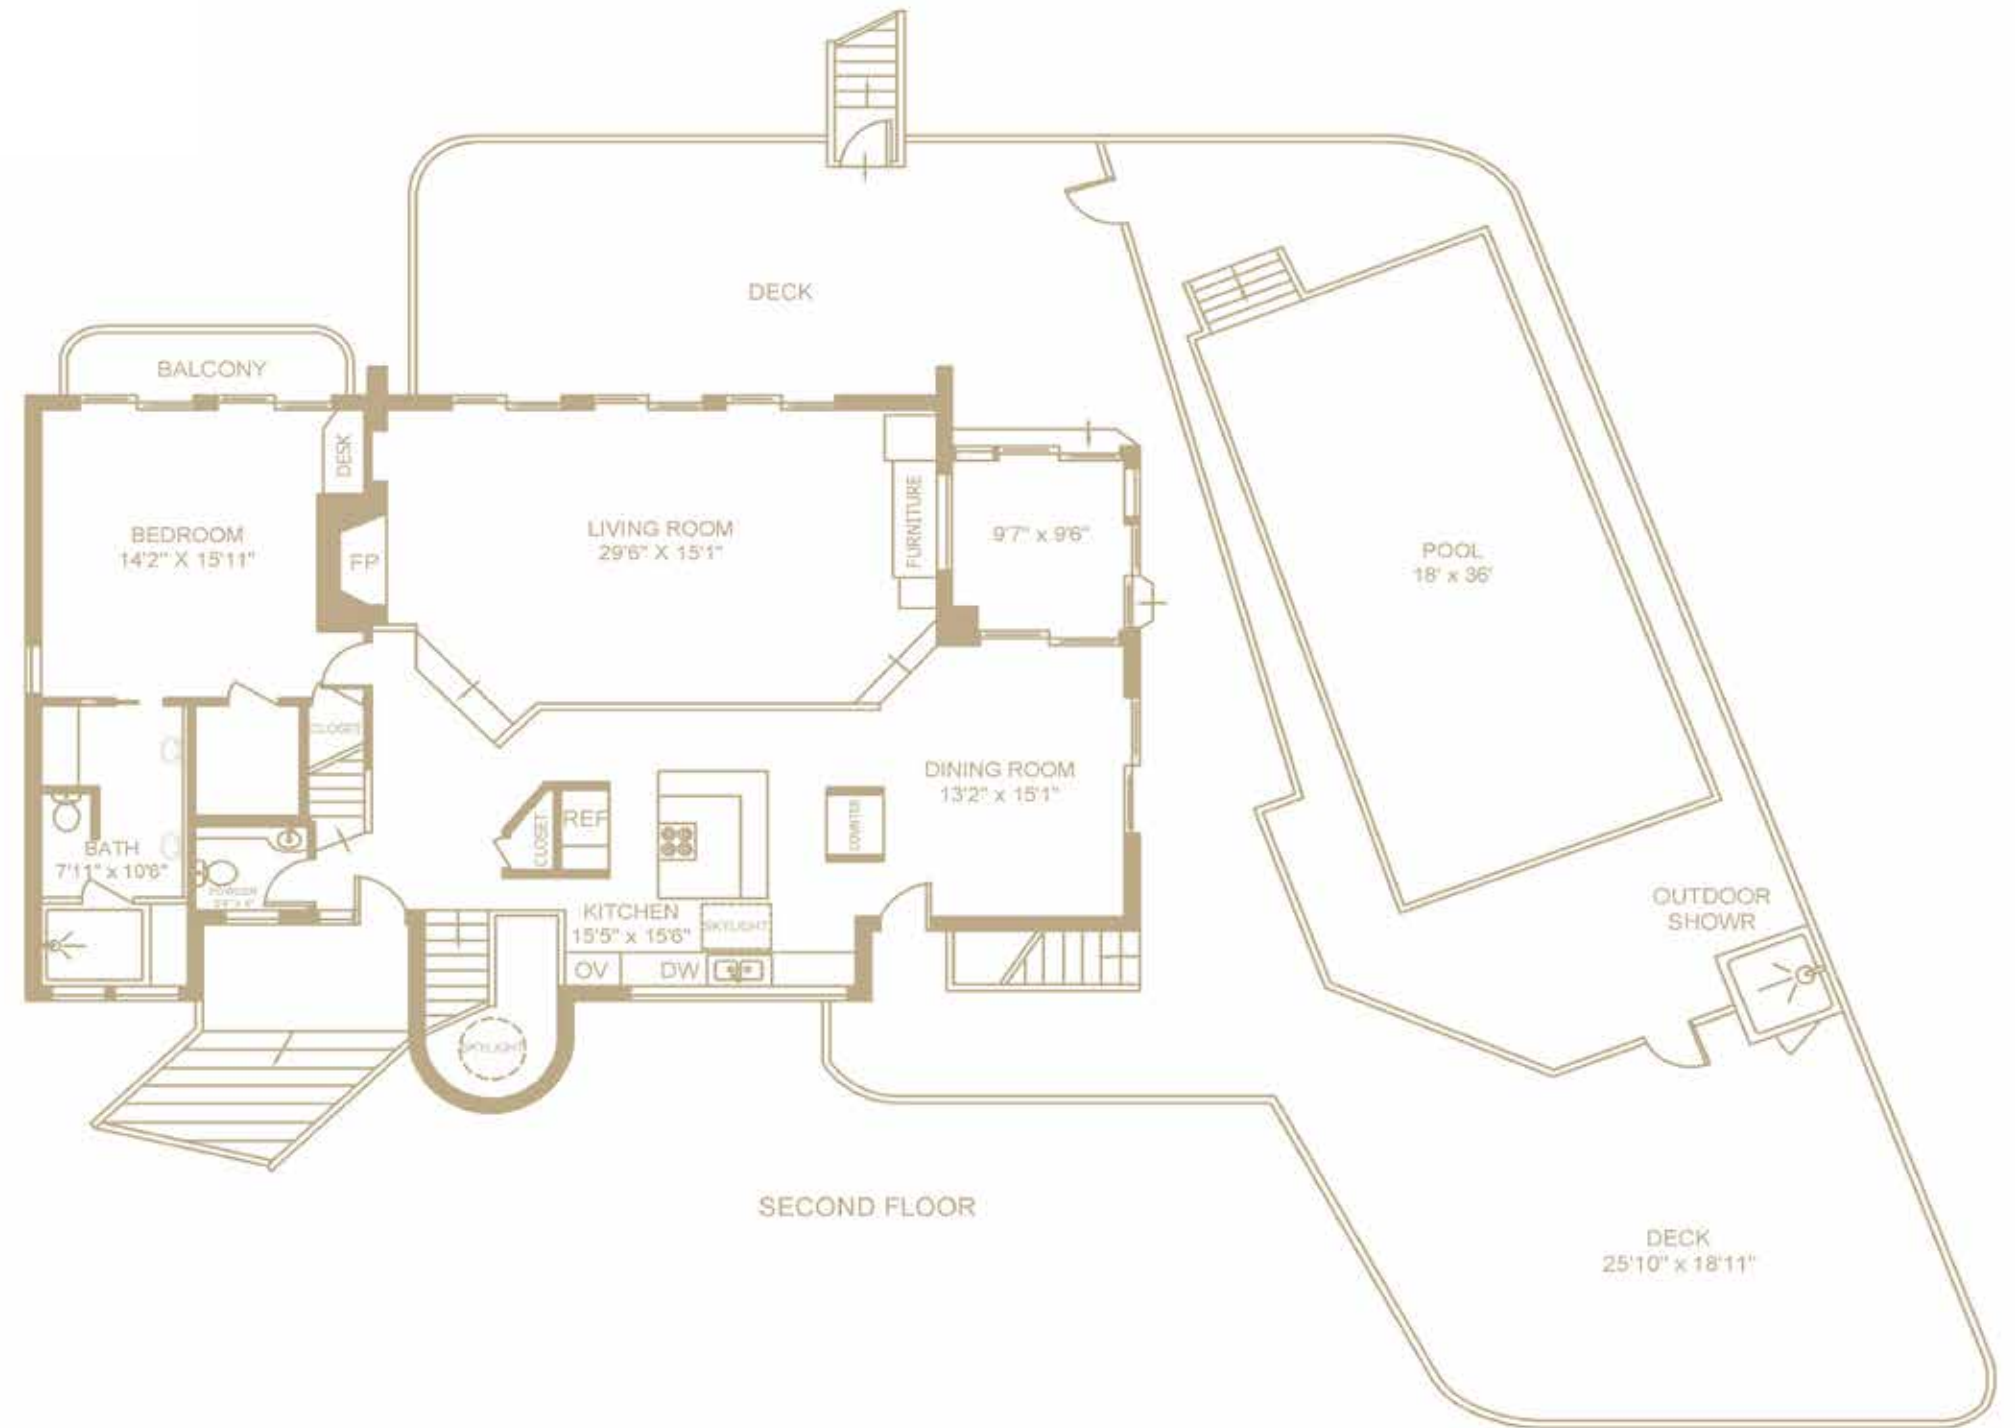 DECK
BALCONY
DESK
BEDROOM
14'2" X 15'11"
FP
LIVING ROOM
29'6" X 15'1"
FURNITURE
9'7" x 9'6"
POOL
18' x 36'
CLOSET
DINING ROOM
13'2" x 15'1"
REF
CLOSET
COUNTER
BATH
7'11" x 10'6"
POWDER
KITCHEN
15'5" x 15'6"
SKYLIGHT
OV
DW
OUTDOOR
SHOWR
SKYLIGHT
SECOND FLOOR
DECK
25'10" x 18'11"